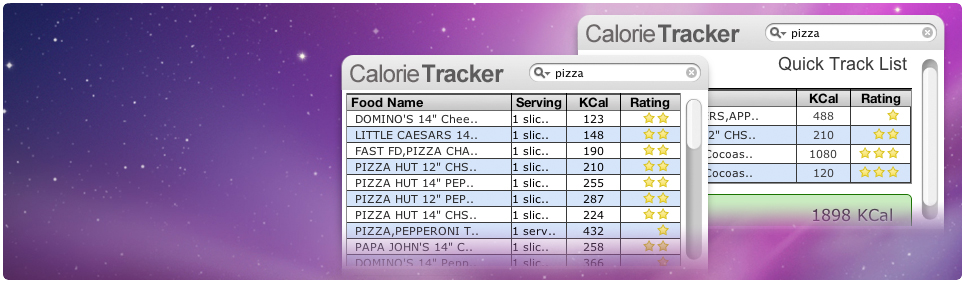 CalorieTracker pizza
Quick Track List
KCal Rating
ERS,APP.. 488
2" CHS.. 210
Cocoas.. 1080
Cocoas.. 120
1898 KCal
CalorieTracker pizza
Food Name Serving KCal Rating
DOMINO'S 14" Chee.. 1 slic.. 123
LITTLE CAESARS 14.. 1 slic.. 148
FAST FD,PIZZA CHA.. 1 slic.. 190
PIZZA HUT 12" CHS.. 1 slic.. 210
PIZZA HUT 14" PEP.. 1 slic.. 255
PIZZA HUT 12" PEP.. 1 slic.. 287
PIZZA HUT 14" CHS.. 1 slic.. 224
PIZZA,PEPPERONI T.. 1 serv.. 432
PAPA JOHN'S 14" C.. 1 slic.. 258
DOMINO'S 14" Pepp.. 1 slic.. 366